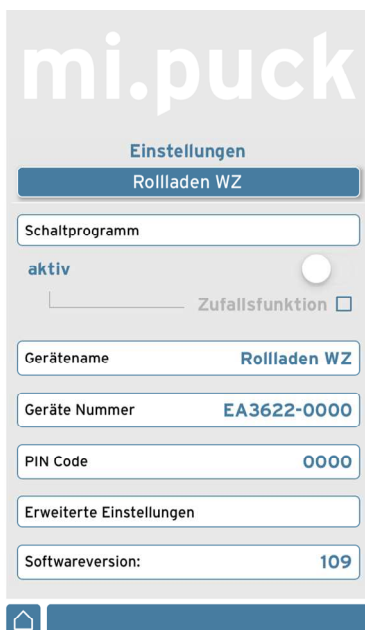 mi.puck
Einstellungen
Rollladen WZ
Schaltprogramm
aktiv
Zufallsfunktion
Gerätename Rollladen WZ
Geräte Nummer EA3622-0000
PIN Code 0000
Erweiterte Einstellungen
Softwareversion: 109